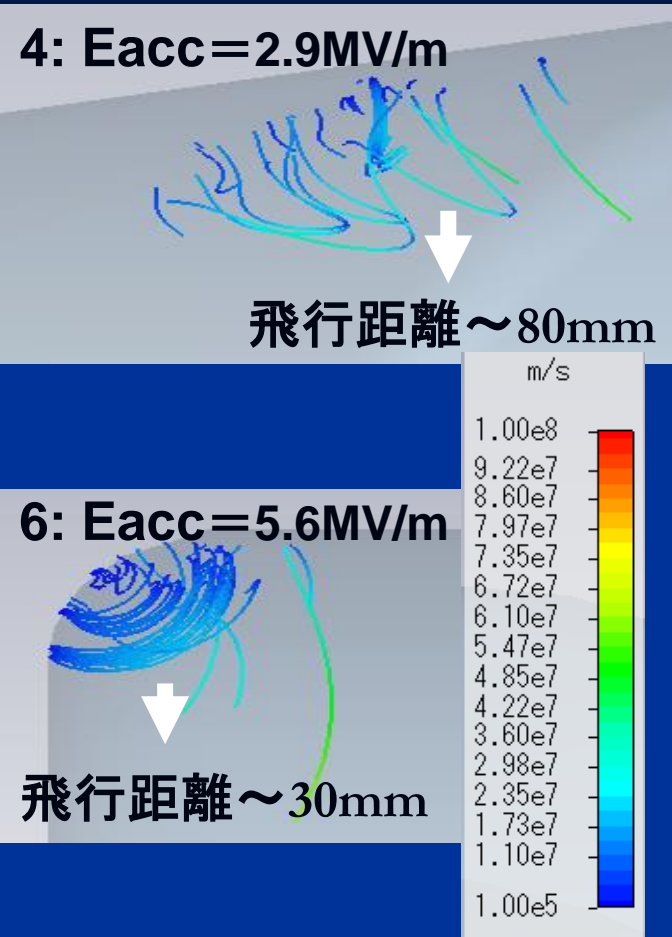 4: Eacc＝2.9MV/m
飛行距離～80mm
m/s
1.00e8
9.22e7
8.60e7
7.97e7
7.35e7
6.72e7
6.10e7
5.47e7
4.85e7
4.22e7
3.60e7
2.98e7
2.35e7
1.73e7
1.10e7
1.00e5
6: Eacc＝5.6MV/m
飛行距離～30mm